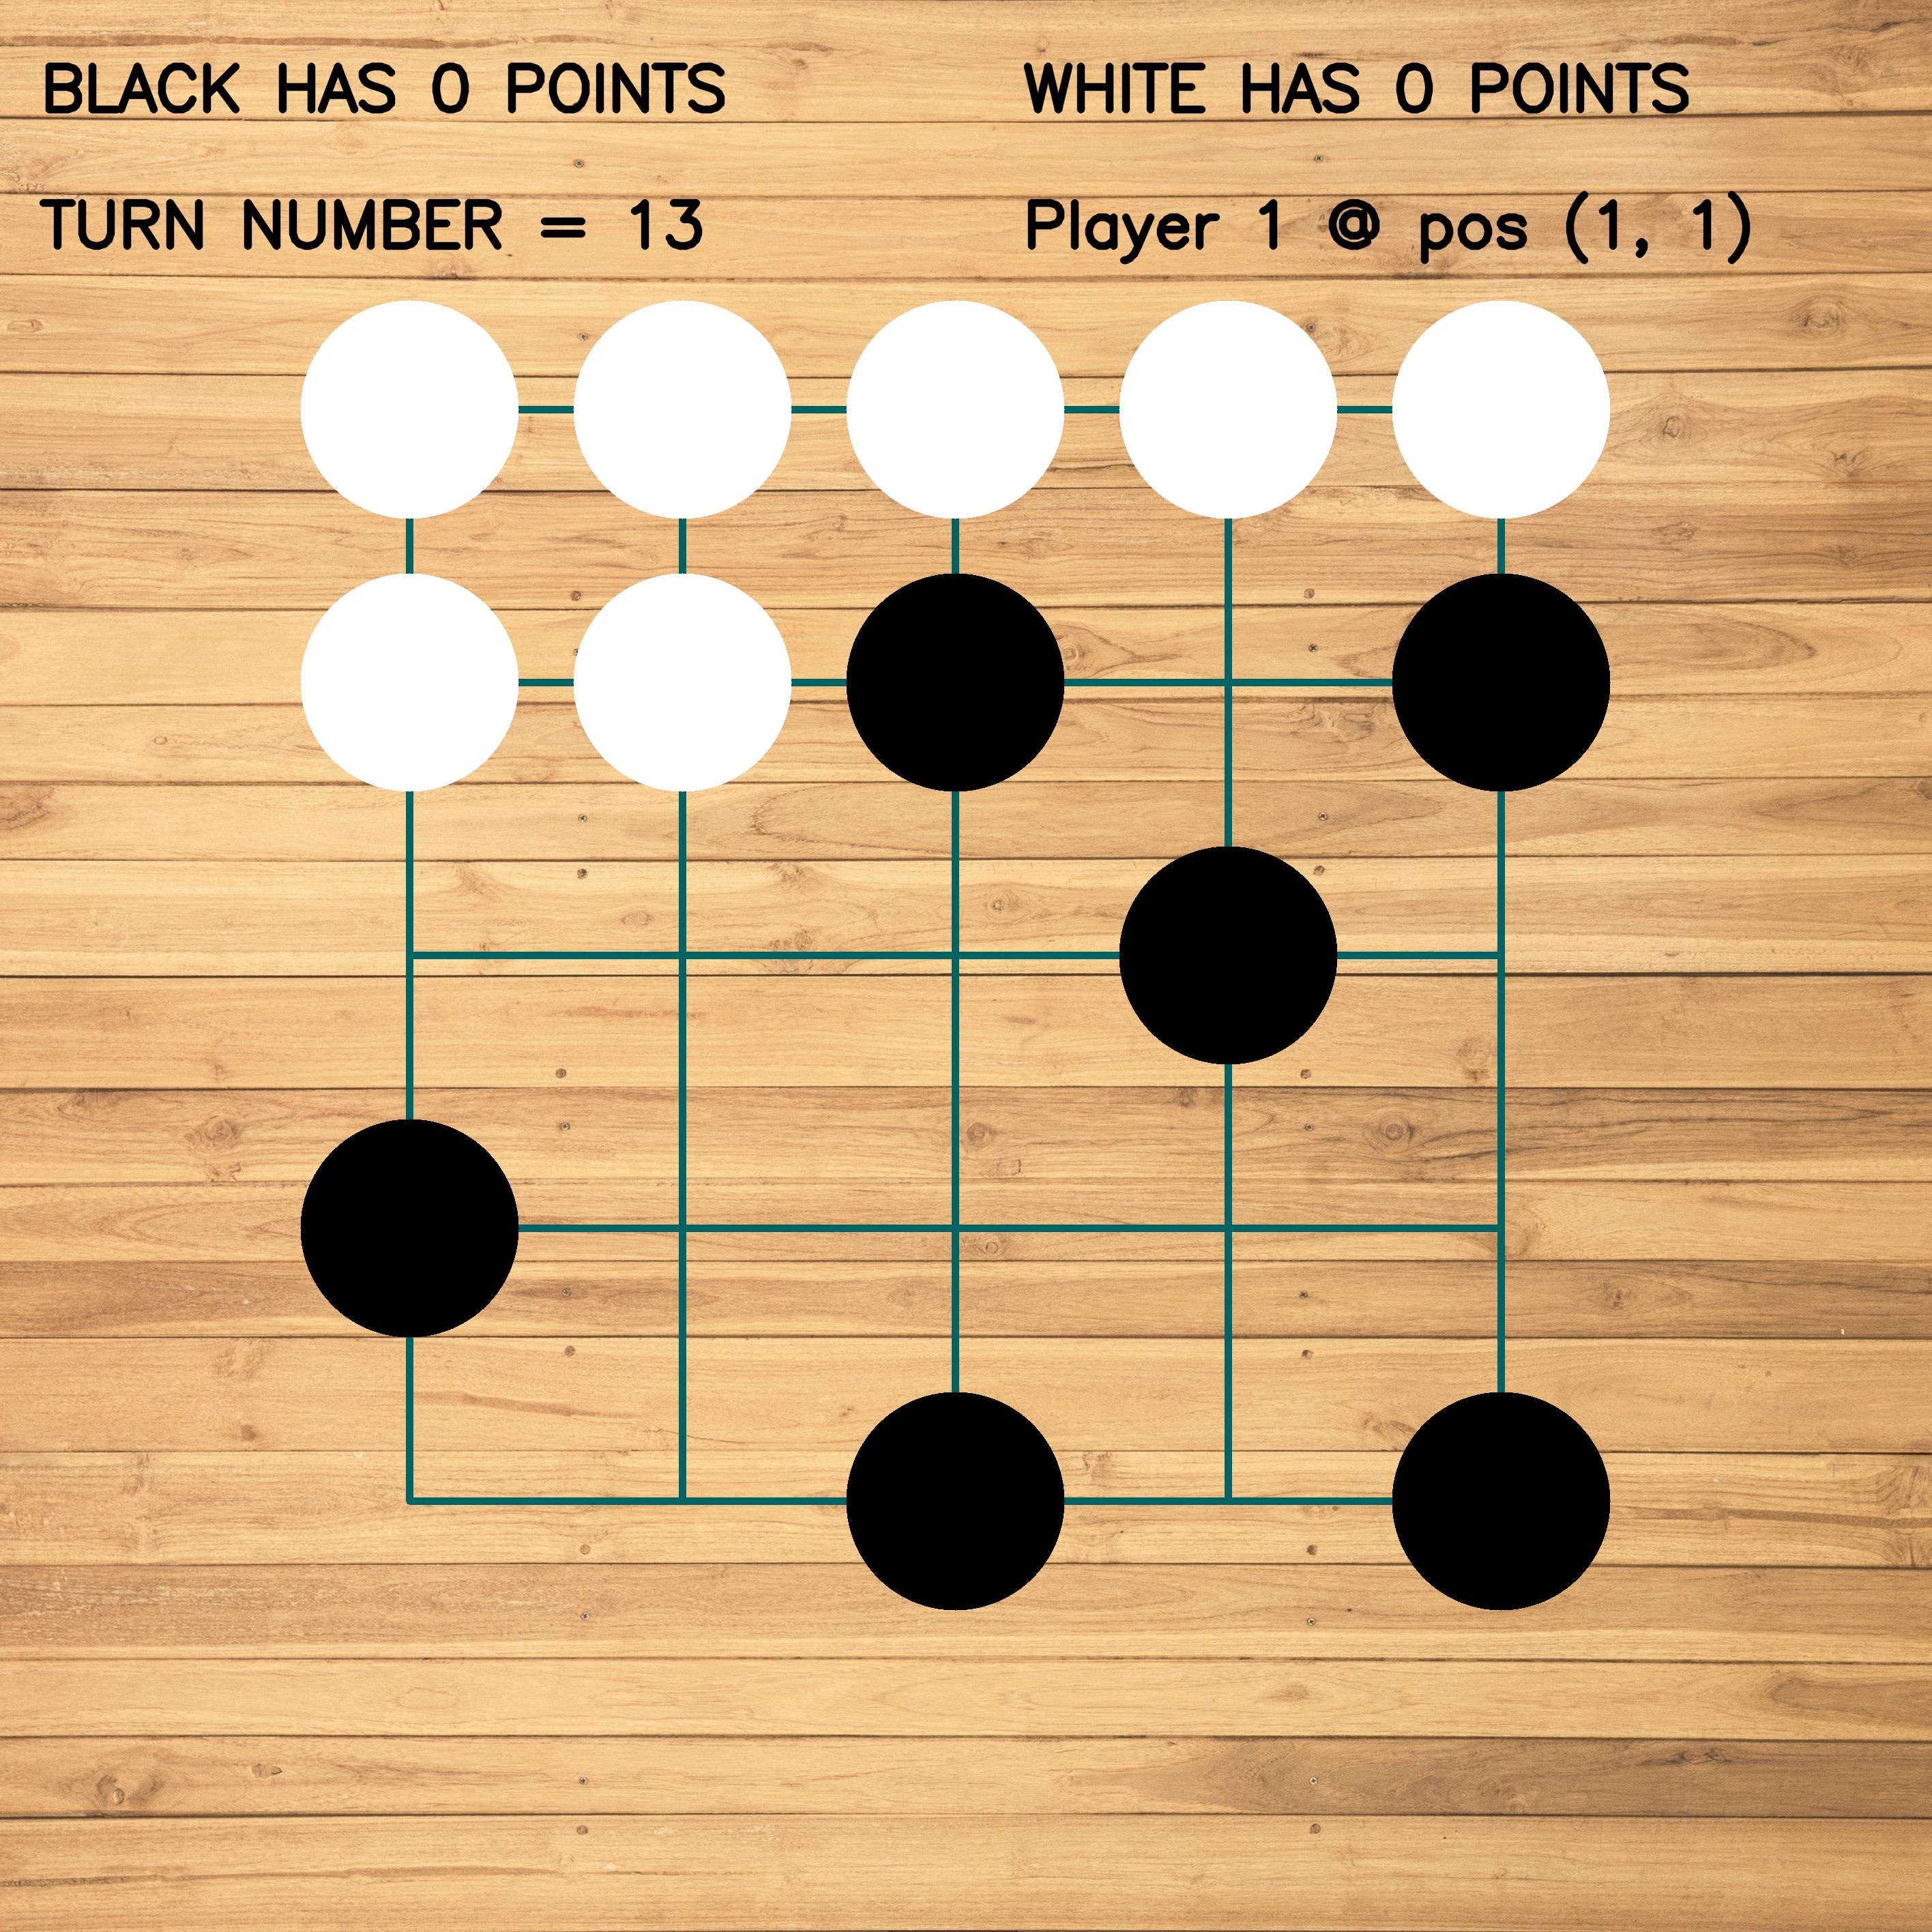 BLACK HAS 0 POINTS
WHITE HAS 0 POINTS
TURN NUMBER = 13
Player 1 @ pos (1, 1)